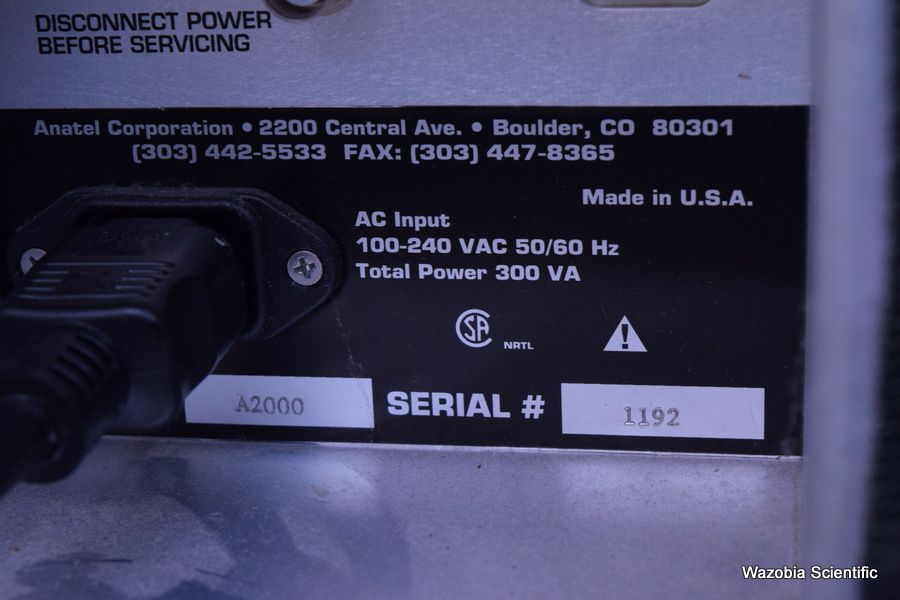 DISCONNECT POWER
BEFORE SERVICING
Anatel Corporation • 2200 Central Ave. • Boulder, CO 80301
(303) 442-5533 FAX: (303) 447-8365
Made in U.S.A.
AC Input
100-240 VAC 50/60 Hz
Total Power 300 VA
CSA NRTL
!
A2000 SERIAL # 1192
Wazobia Scientific